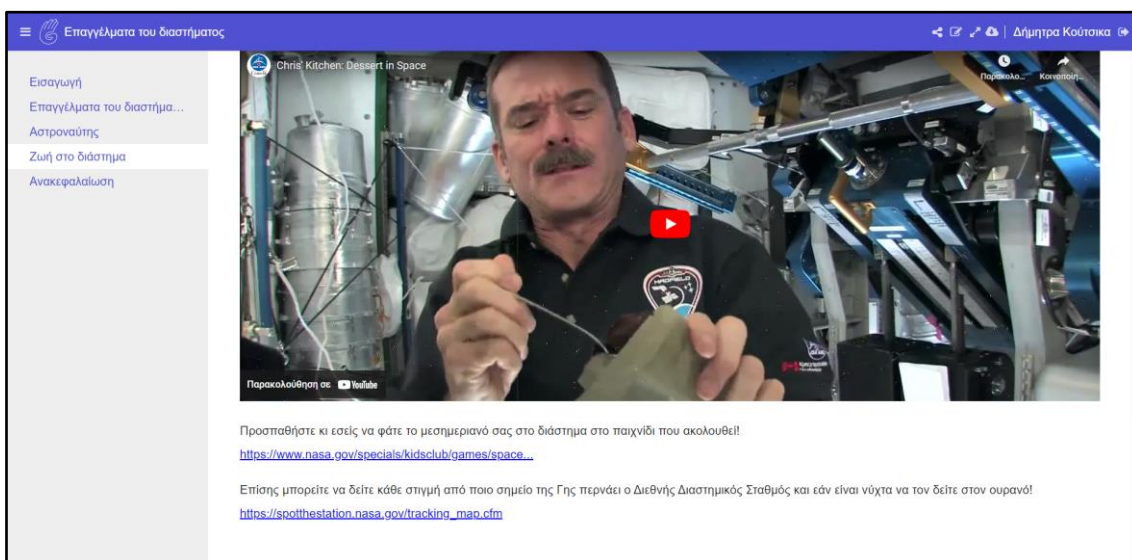 Επαγγέλματα του διαστήματος
Δήμητρα Κούτσικα
Εισαγωγή
Επαγγέλματα του διαστήμα...
Αστροναύτης
Ζωή στο διάστημα
Ανακεφαλαίωση
Chris' Kitchen: Dessert in Space
Παρακολο...
Κοινοποίη...
HADFIELD
Παρακολούθηση σε YouTube
Προσπαθήστε κι εσείς να φάτε το μεσημεριανό σας στο διάστημα στο παιχνίδι που ακολουθεί!
https://www.nasa.gov/specials/kidsclub/games/space...
Επίσης μπορείτε να δείτε κάθε στιγμή από ποιο σημείο της Γης περνάει ο Διεθνής Διαστημικός Σταθμός και εάν είναι νύχτα να τον δείτε στον ουρανό!
https://spotthestation.nasa.gov/tracking_map.cfm